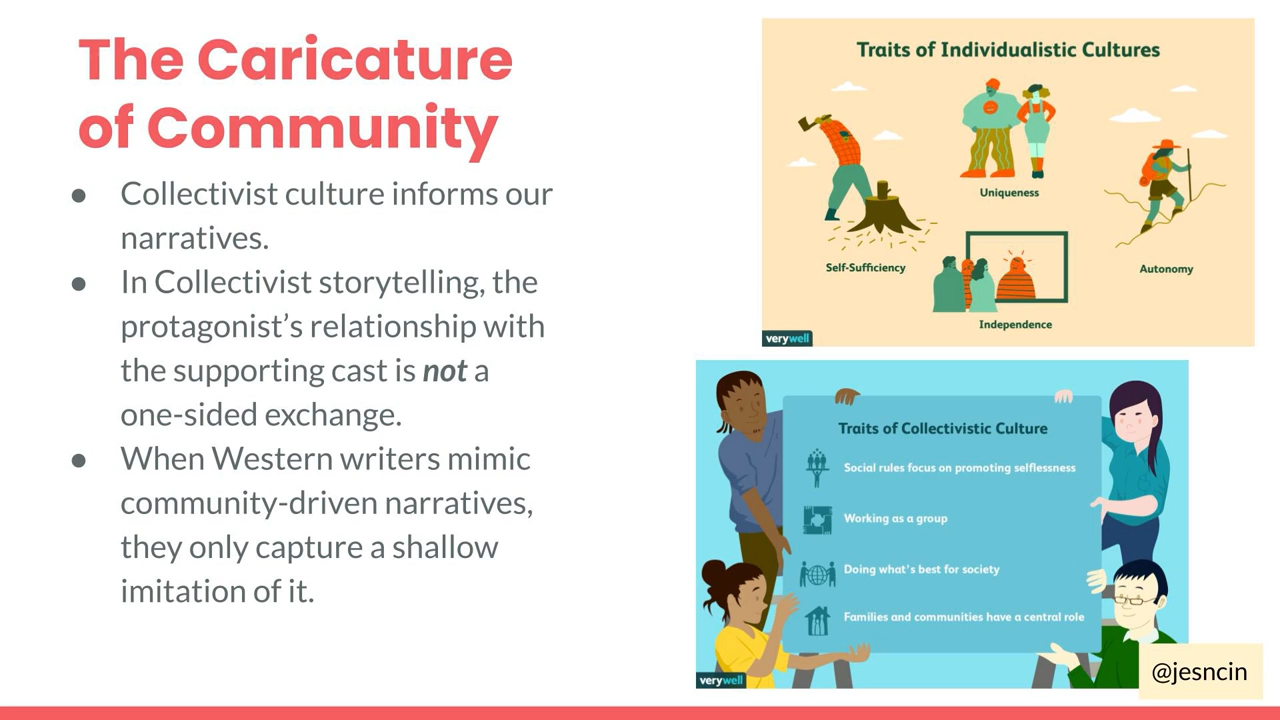 The Caricature
of Community
● Collectivist culture informs our
narratives.
● In Collectivist storytelling, the
protagonist’s relationship with
the supporting cast is not a
one-sided exchange.
● When Western writers mimic
community-driven narratives,
they only capture a shallow
imitation of it.
Traits of Individualistic Cultures
Uniqueness
Self-Sufficiency
Autonomy
Independence
verywell
Traits of Collectivistic Culture
Social rules focus on promoting selflessness
Working as a group
Doing what's best for society
Families and communities have a central role
verywell
@jesncin